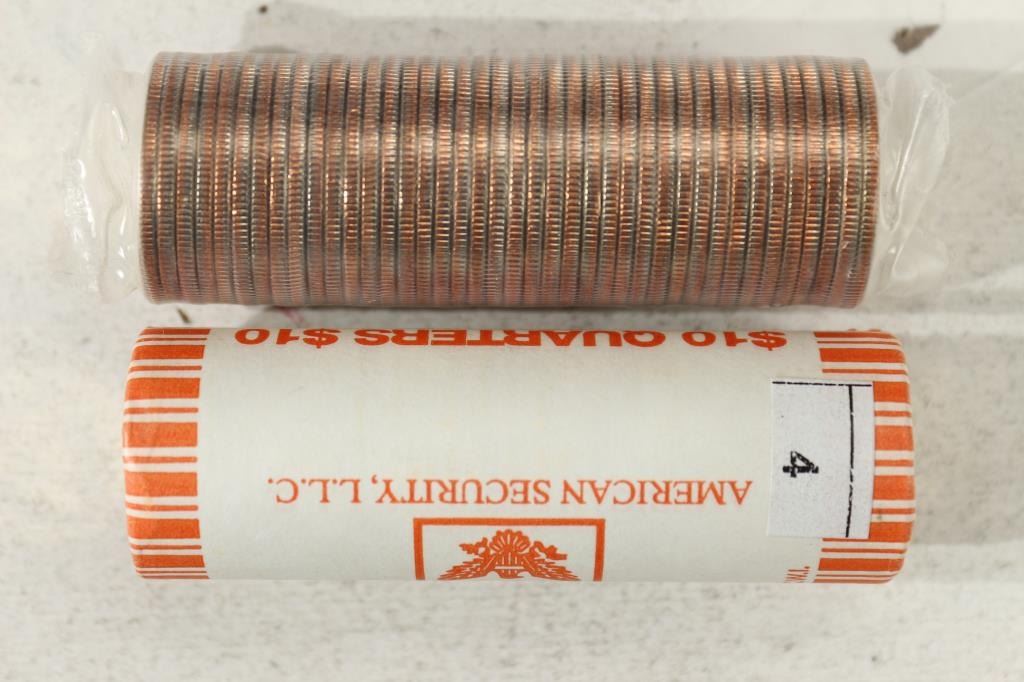 $10 QUARTERS $10
AMERICAN SECURITY, L.L.C.
4